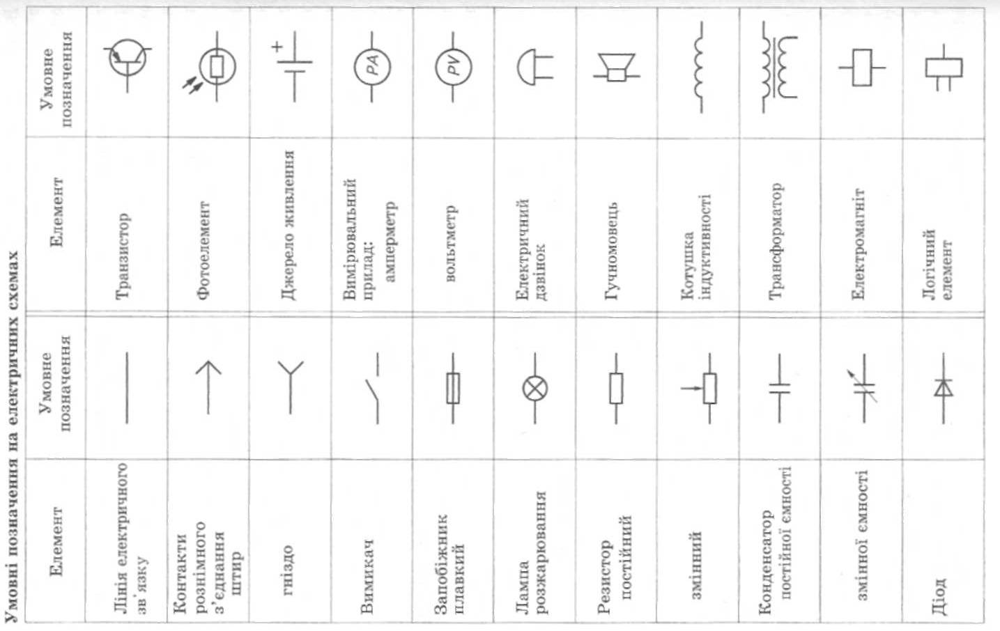 Умовні позначення на електричних схемах
Елемент
Умовне
позначення
Елемент
Умовне
позначення
Лінія електричного
зв'язку
Транзистор
Контакти
рознімного
з'єднання
штир
Фотоелемент
гніздо
Джерело живлення
+
Вимикач
Вимірювальний
прилад:
амперметр
PA
Запобіжник
плавкий
вольтметр
PV
Лампа
розжарювання
Електричний
дзвінок
Резистор
постійний
Гучномовець
змінний
Котушка
індуктивності
Конденсатор
постійної ємності
Трансформатор
змінної ємності
Електромагніт
Діод
Логічний
елемент